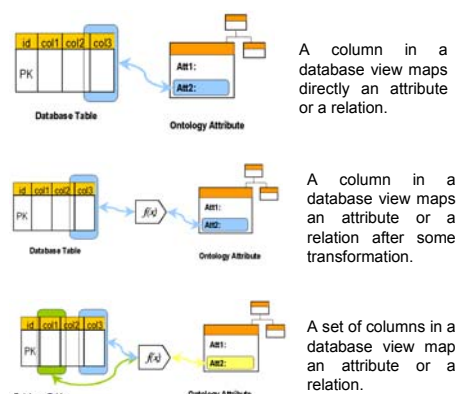 id col1 col2 col3
PK
Att1:
Att2:
Database Table
Ontology Attribute
A column in a
database view maps
directly an attribute
or a relation.
id col1 col2 col3
PK
f(x)
Att1:
Att2:
Database Table
Ontology Attribute
A column in a
database view maps
an attribute or a
relation after some
transformation.
id col1 col2 col3
PK
f(x)
Att1:
Att2:
Ontology Attribute
A set of columns in a
database view map
an attribute or a
relation.